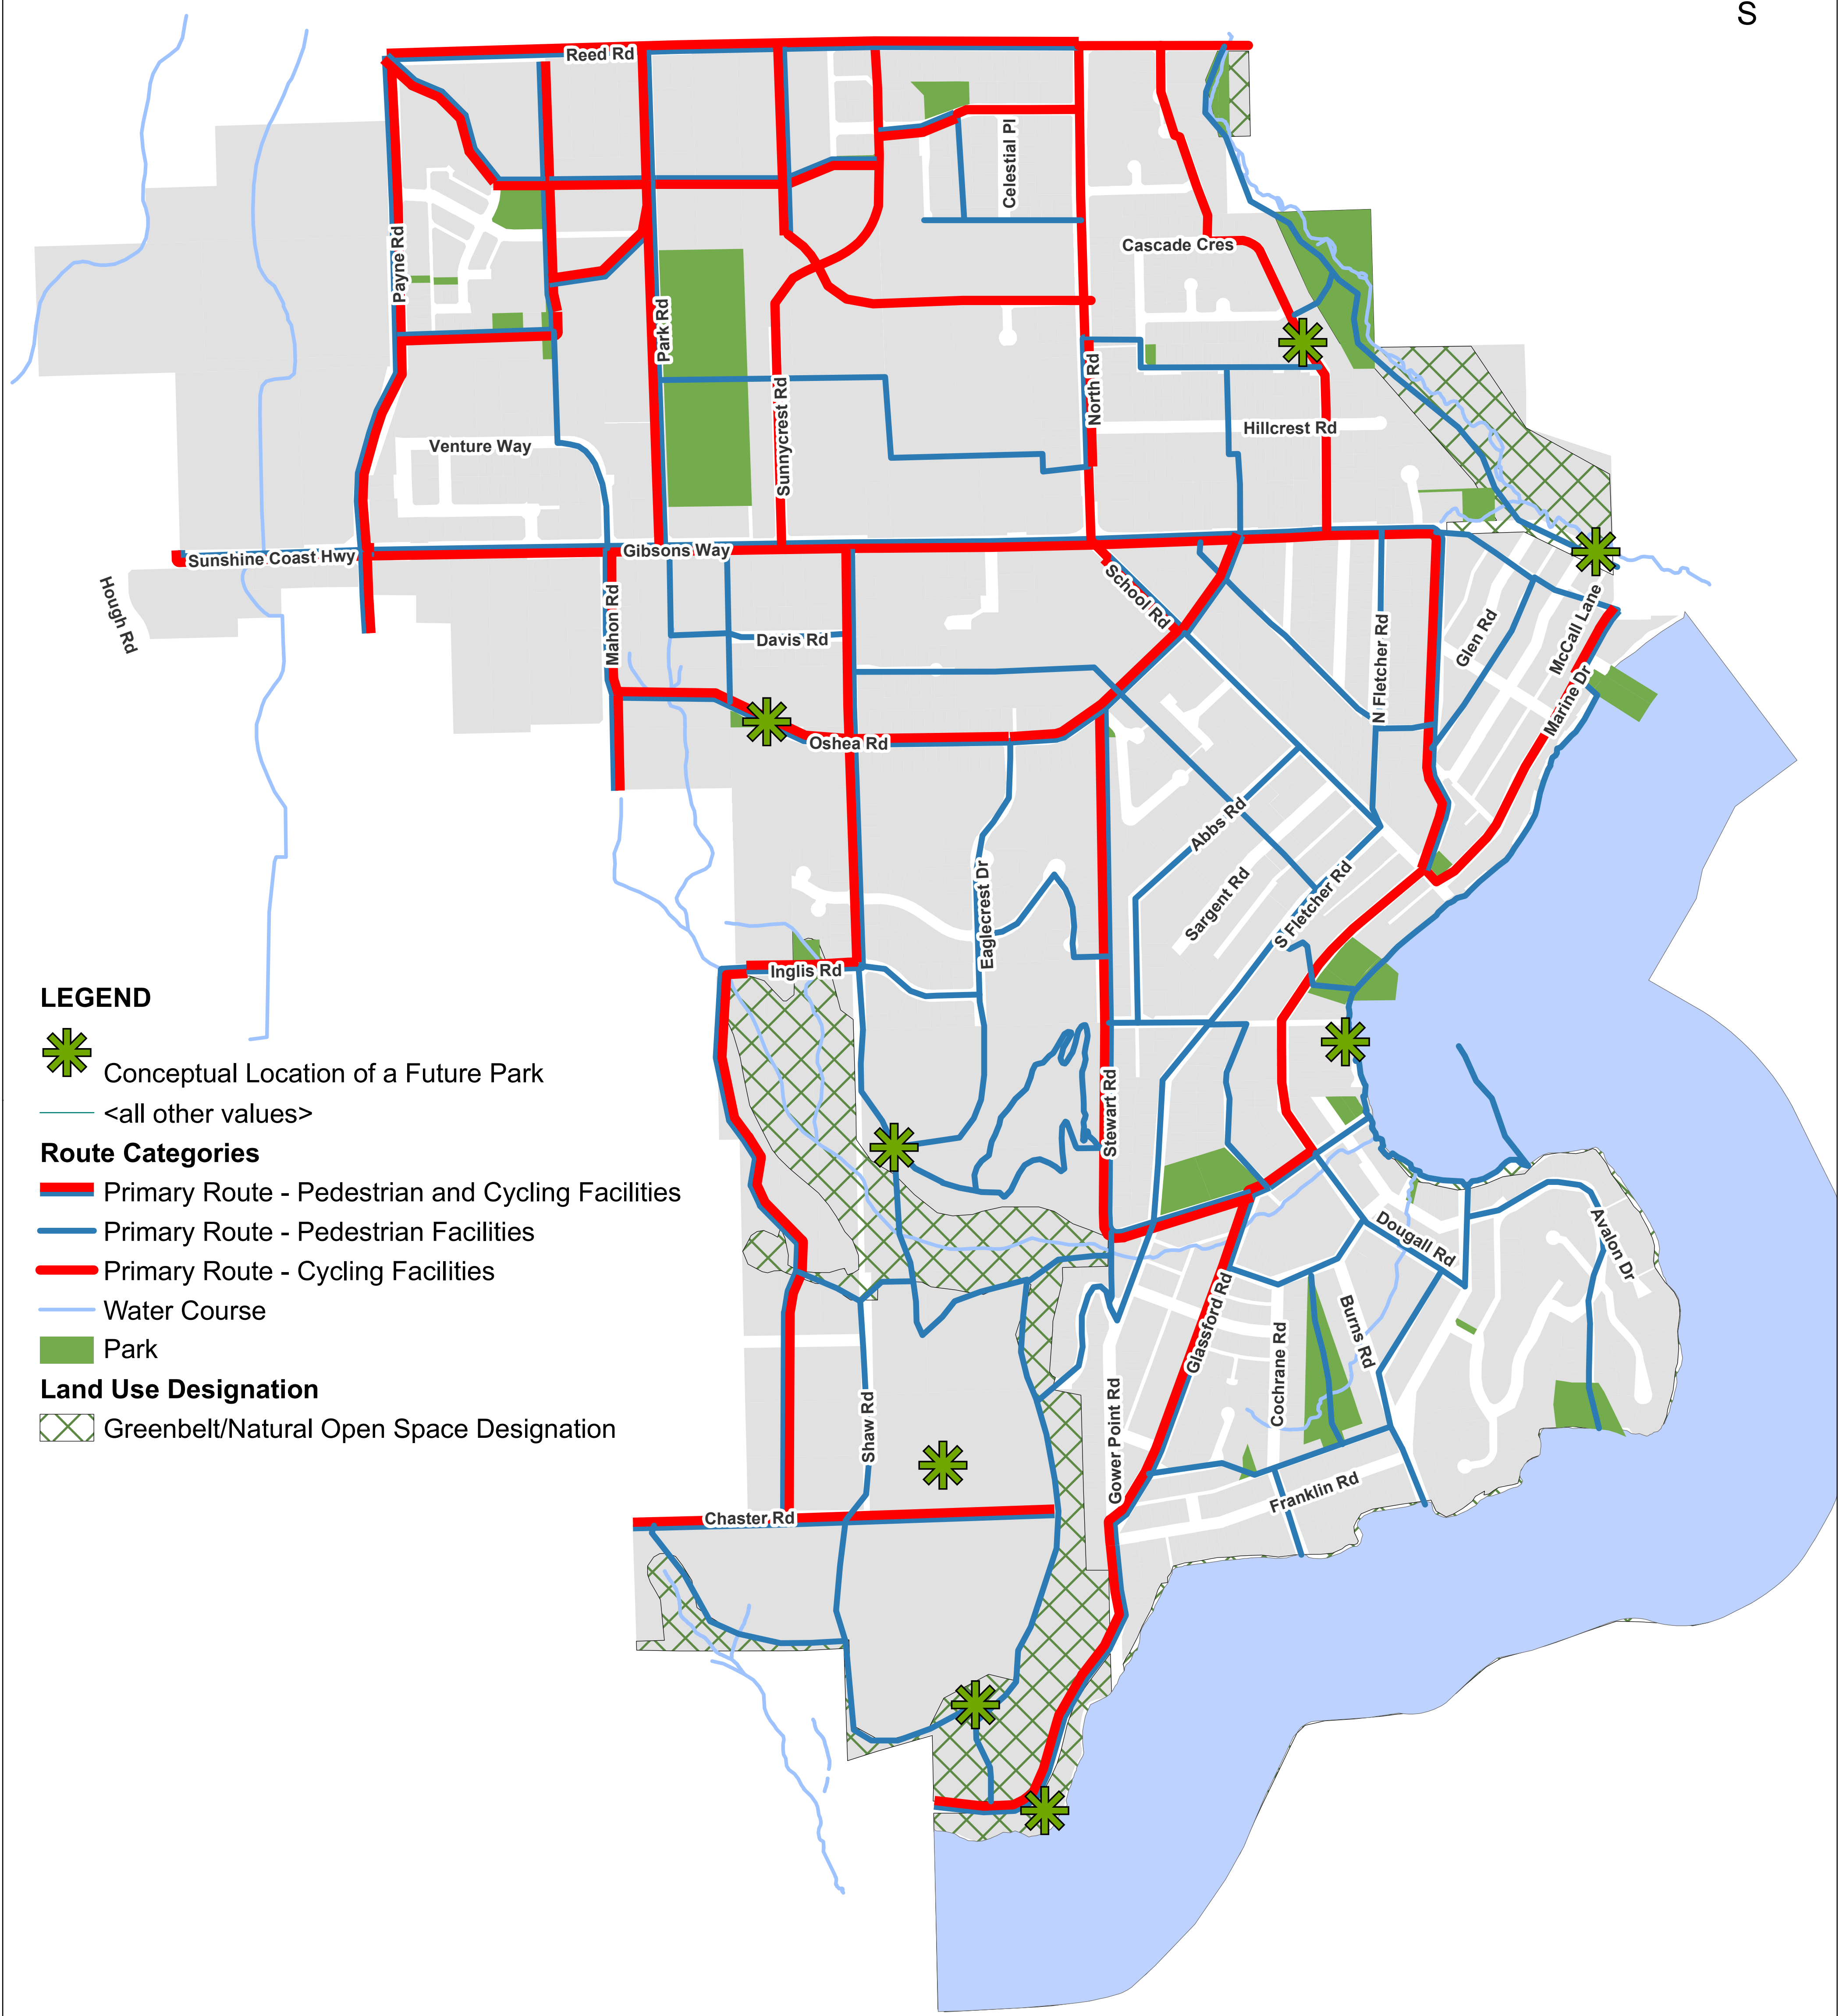 S
Reed Rd
Celestial Pl
Cascade Cres
Payne Rd
Park Rd
North Rd
Sunnycrest Rd
Hillcrest Rd
Venture Way
Gibsons Way
Sunshine Coast Hwy
Hough Rd
School Rd
Mahon Rd
Davis Rd
N Fletcher Rd
Glen Rd
McCall Lane
Marine Dr
Oshea Rd
Abbs Rd
Sargent Rd
S Fletcher Rd
Eaglecrest Dr
Inglis Rd
Stewart Rd
Dougall Rd
Avalon Dr
Glassford Rd
Cochrane Rd
Burns Rd
Shaw Rd
Gower Point Rd
Franklin Rd
Chaster Rd
LEGEND
Conceptual Location of a Future Park
<all other values>
Route Categories
Primary Route - Pedestrian and Cycling Facilities
Primary Route - Pedestrian Facilities
Primary Route - Cycling Facilities
Water Course
Park
Land Use Designation
Greenbelt/Natural Open Space Designation